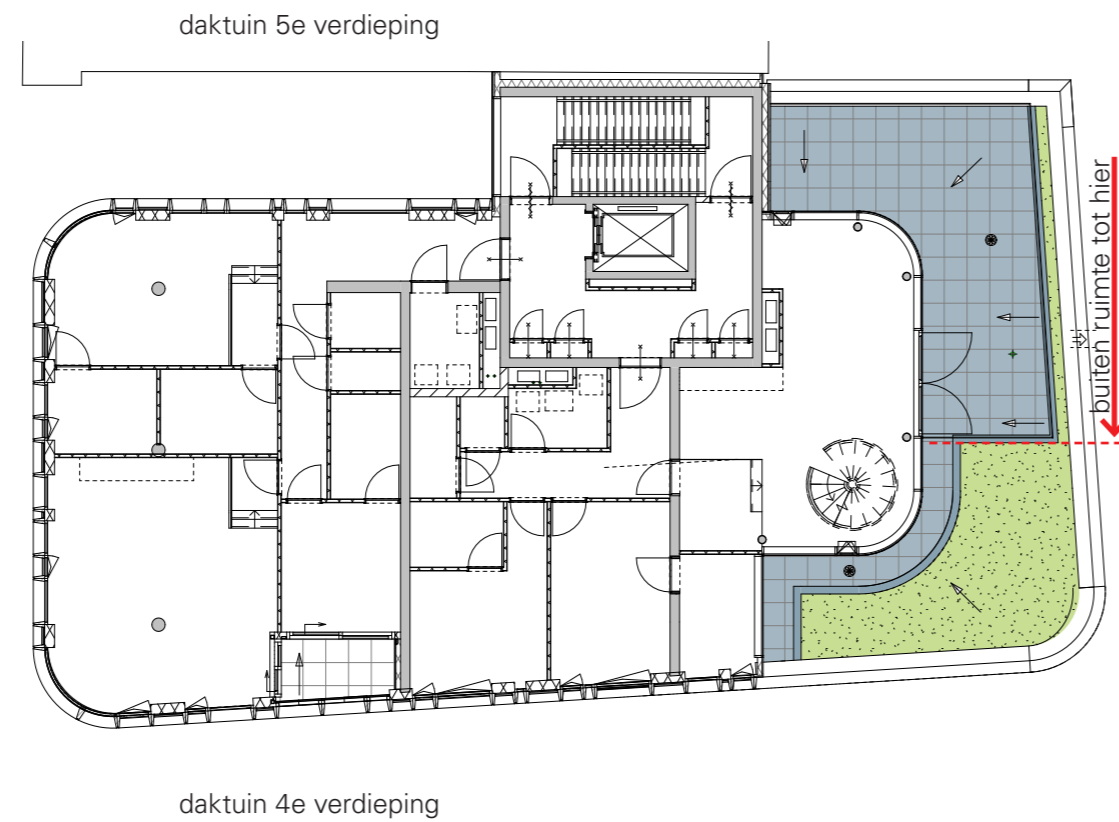 daktuin 5e verdieping
buiten ruimte tot hier
daktuin 4e verdieping